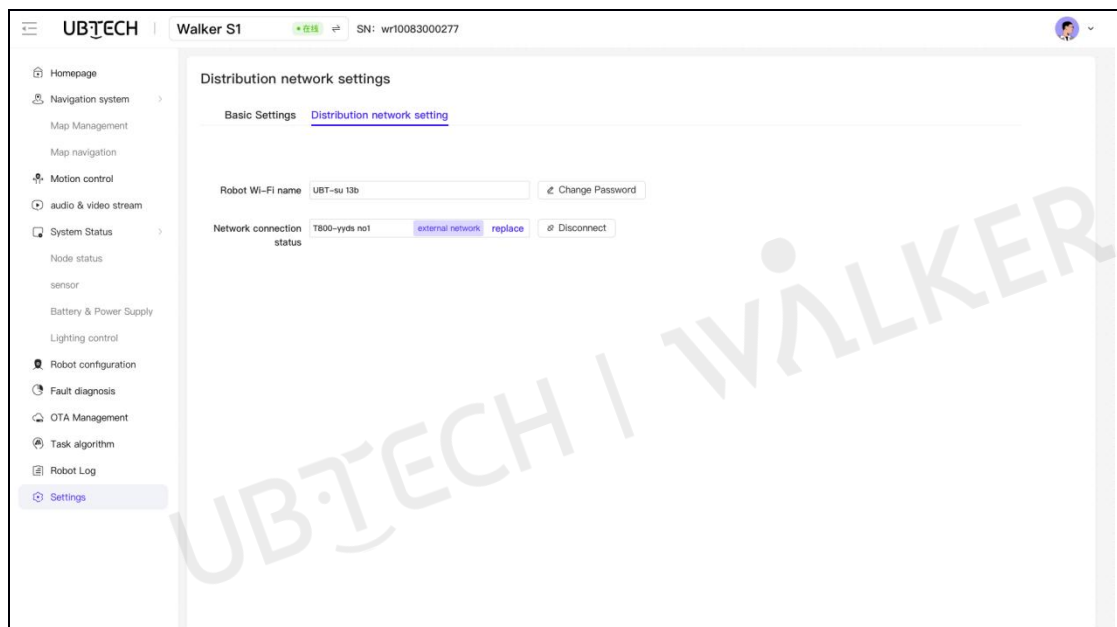 UBTECH
Walker S1 在线 SN: wr10083000277
Homepage
Navigation system
Map Management
Map navigation
Motion control
audio & video stream
System Status
Node status
sensor
Battery & Power Supply
Lighting control
Robot configuration
Fault diagnosis
OTA Management
Task algorithm
Robot Log
Settings
Distribution network settings
Basic Settings Distribution network setting
Robot Wi-Fi name UBT-su 13b Change Password
Network connection status T800-yyds no1 external network replace Disconnect
UBTECH | WALKER